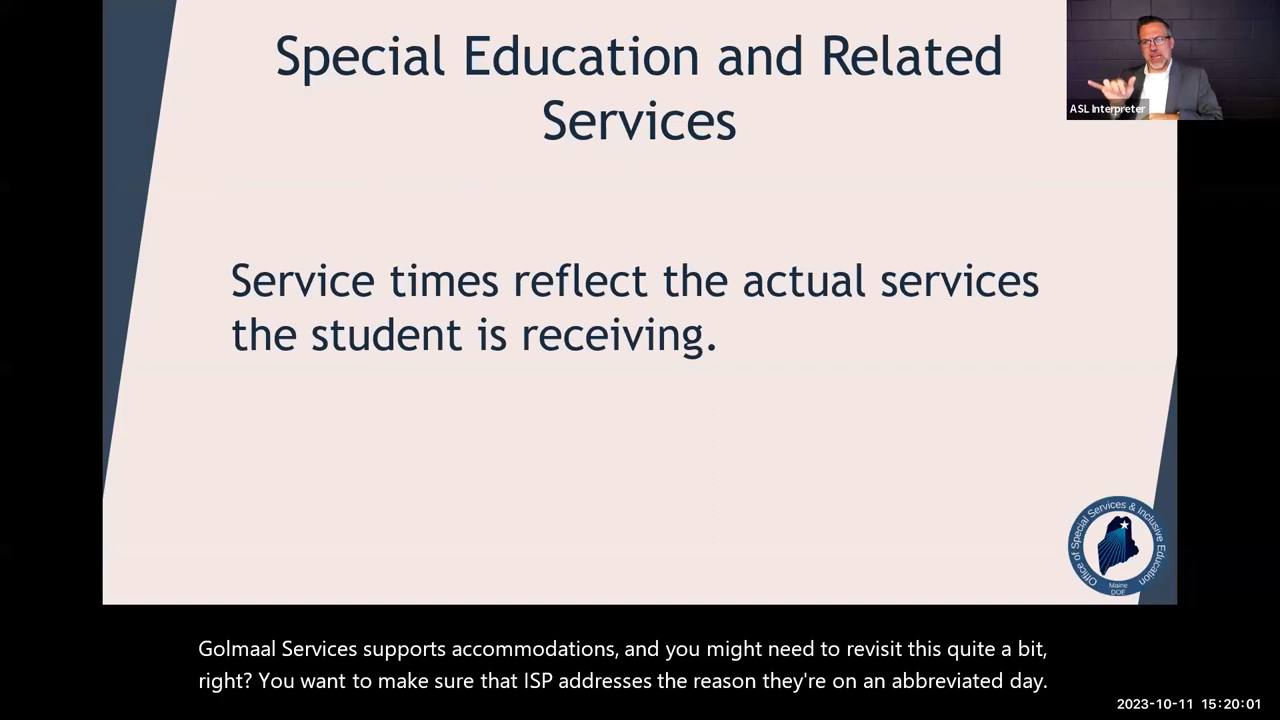 Special Education and Related
Services
ASL Interpreter
Service times reflect the actual services
the student is receiving.
Office of Special Services & Inclusive Education
Maine
DOE
Golmaal Services supports accommodations, and you might need to revisit this quite a bit,
right? You want to make sure that ISP addresses the reason they're on an abbreviated day.
2023-10-11 15:20:01